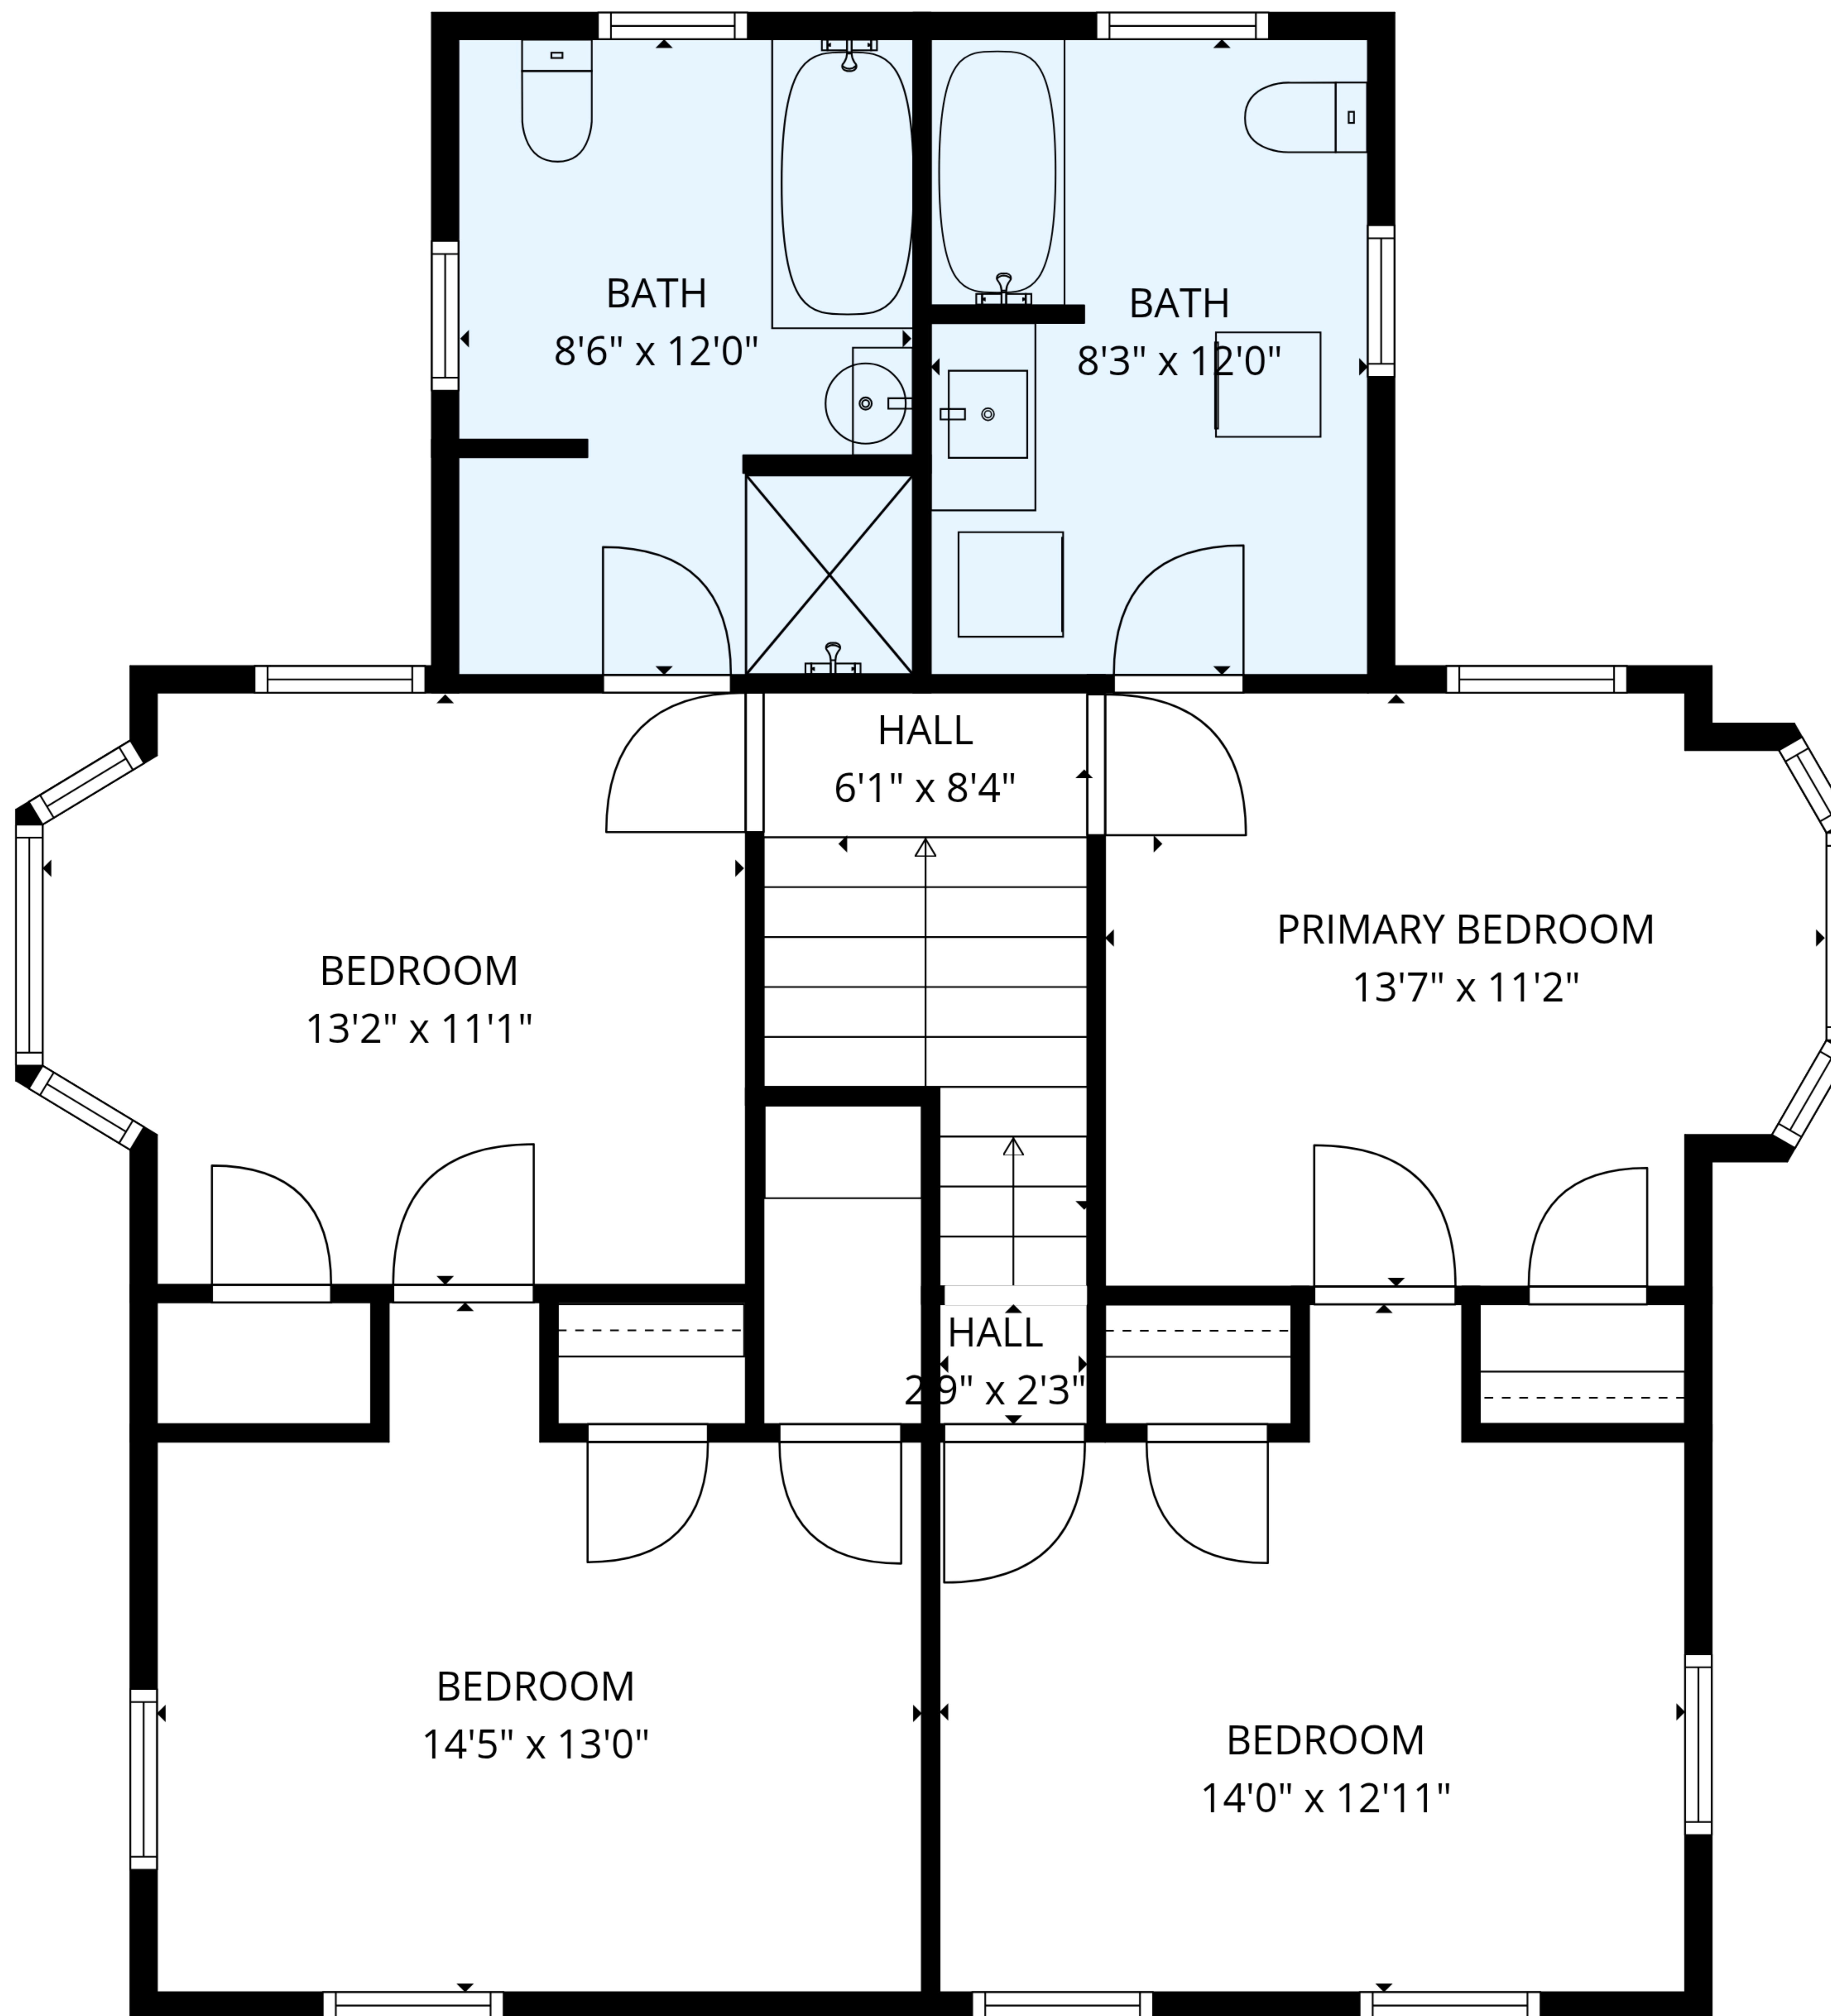 BATH
8'6" x 12'0"
BATH
8'3" x 12'0"
HALL
6'1" x 8'4"
PRIMARY BEDROOM
13'7" x 11'2"
BEDROOM
13'2" x 11'1"
HALL
2'9" x 2'3"
BEDROOM
14'5" x 13'0"
BEDROOM
14'0" x 12'11"